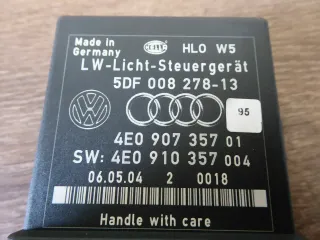 Made in
Germany
HELLA
HLO W5
LW-Licht-Steuergerät
5DF 008 278-13
95
4E0 907 357 01
SW: 4E0 910 357 004
06.05.04 2 0018
Handle with care